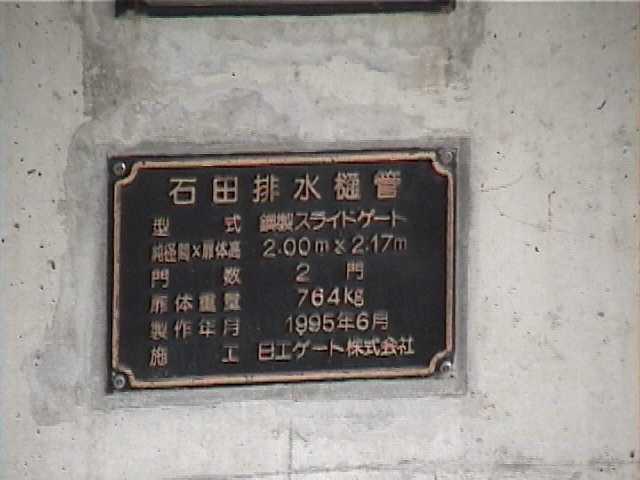 石田排水樋管
型式 鋼製スライドゲート
純径間×扉体高 2.00m×2.17m
門数 2門
扉体重量 764kg
製作年月 1995年6月
施工 日工ゲート株式会社